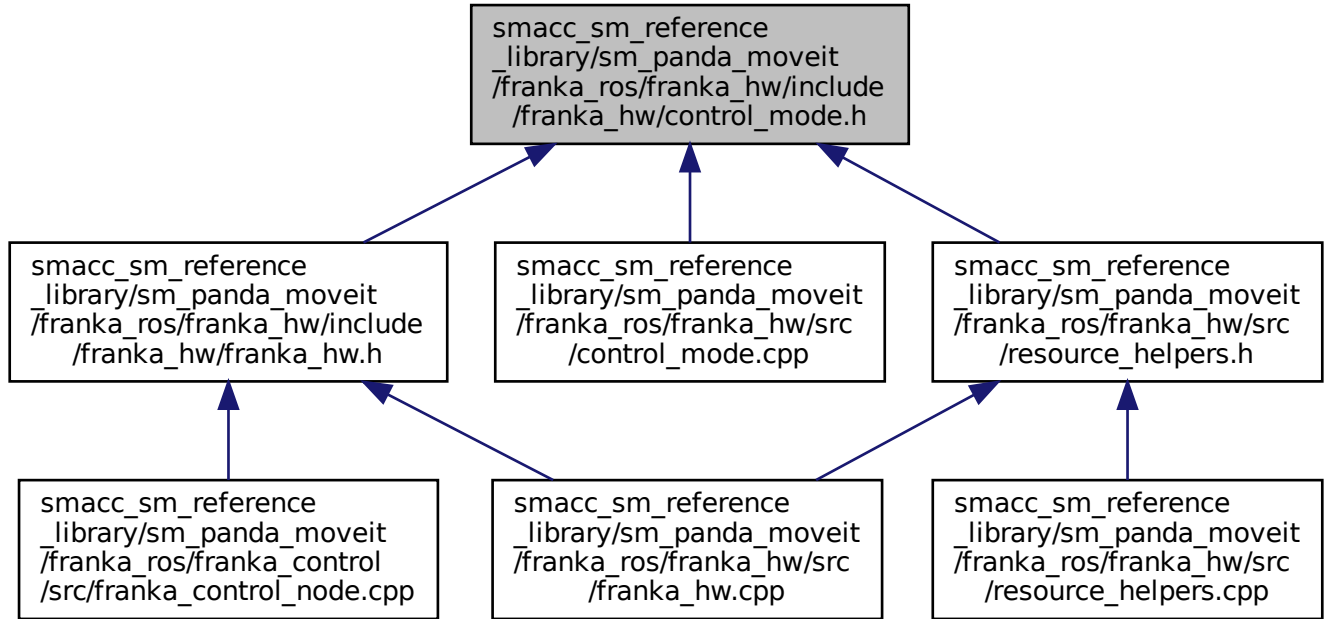 smacc_sm_reference
_library/sm_panda_moveit
/franka_ros/franka_hw/include
/franka_hw/control_mode.h
smacc_sm_reference
_library/sm_panda_moveit
/franka_ros/franka_hw/include
/franka_hw/franka_hw.h
smacc_sm_reference
_library/sm_panda_moveit
/franka_ros/franka_hw/src
/control_mode.cpp
smacc_sm_reference
_library/sm_panda_moveit
/franka_ros/franka_hw/src
/resource_helpers.h
smacc_sm_reference
_library/sm_panda_moveit
/franka_ros/franka_control
/src/franka_control_node.cpp
smacc_sm_reference
_library/sm_panda_moveit
/franka_ros/franka_hw/src
/franka_hw.cpp
smacc_sm_reference
_library/sm_panda_moveit
/franka_ros/franka_hw/src
/resource_helpers.cpp